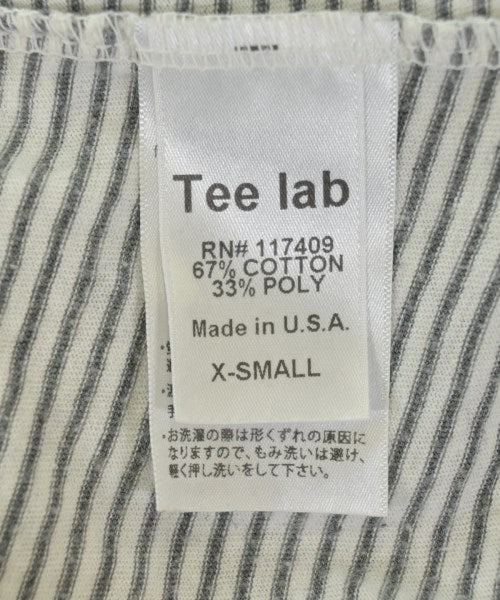 Tee lab
RN# 117409
67% COTTON
33% POLY
Made in U.S.A.
X-SMALL
・お洗濯の際は形くずれの原因に
なりますので、もみ洗いは避け、
軽く押し洗いをして下さい。